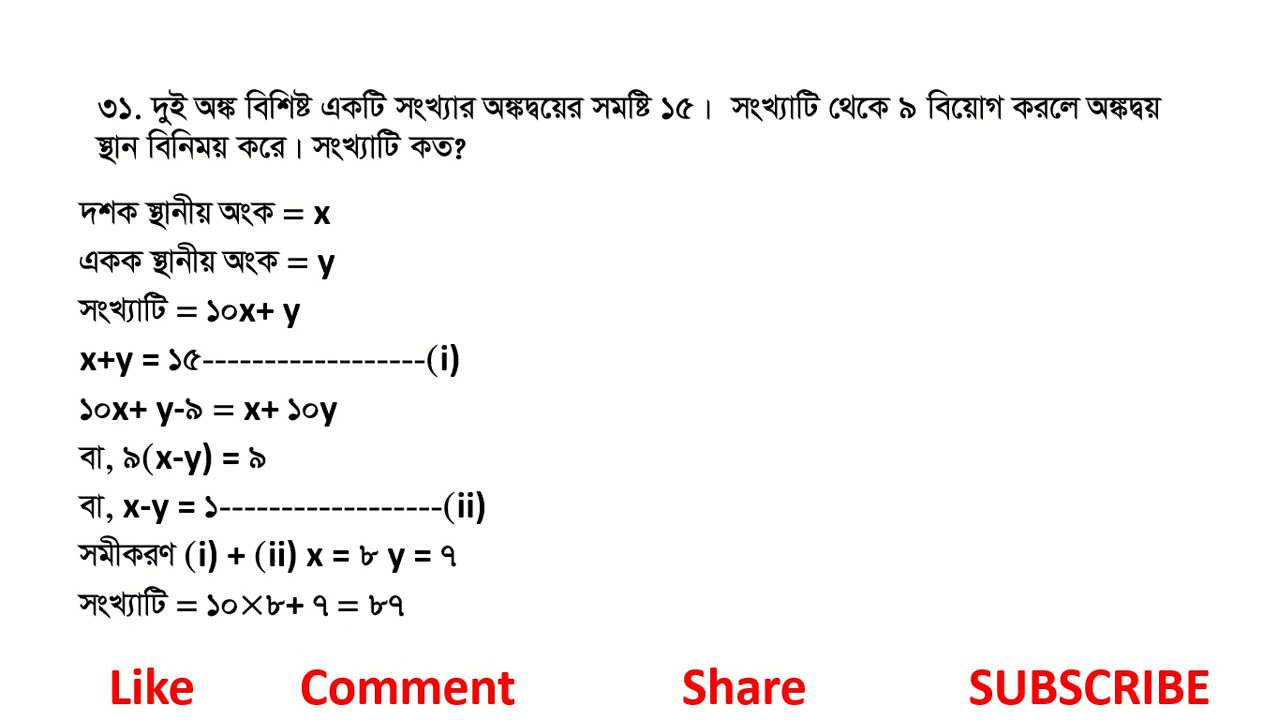 ৩১. দুই অঙ্ক বিশিষ্ট একটি সংখ্যার অঙ্কদ্বয়ের সমষ্টি ১৫। সংখ্যাটি থেকে ৯ বিয়োগ করলে অঙ্কদ্বয়
স্থান বিনিময় করে। সংখ্যাটি কত?
দশক স্থানীয় অংক = x
একক স্থানীয় অংক = y
সংখ্যাটি = ১০x+ y
x+y = ১৫------------------(i)
১০x+ y-৯ = x+ ১০y
বা, ৯(x-y) = ৯
বা, x-y = ১------------------(ii)
সমীকরণ (i) + (ii) x = ৮ y = ৭
সংখ্যাটি = ১০×৮+ ৭ = ৮৭
Like Comment Share SUBSCRIBE